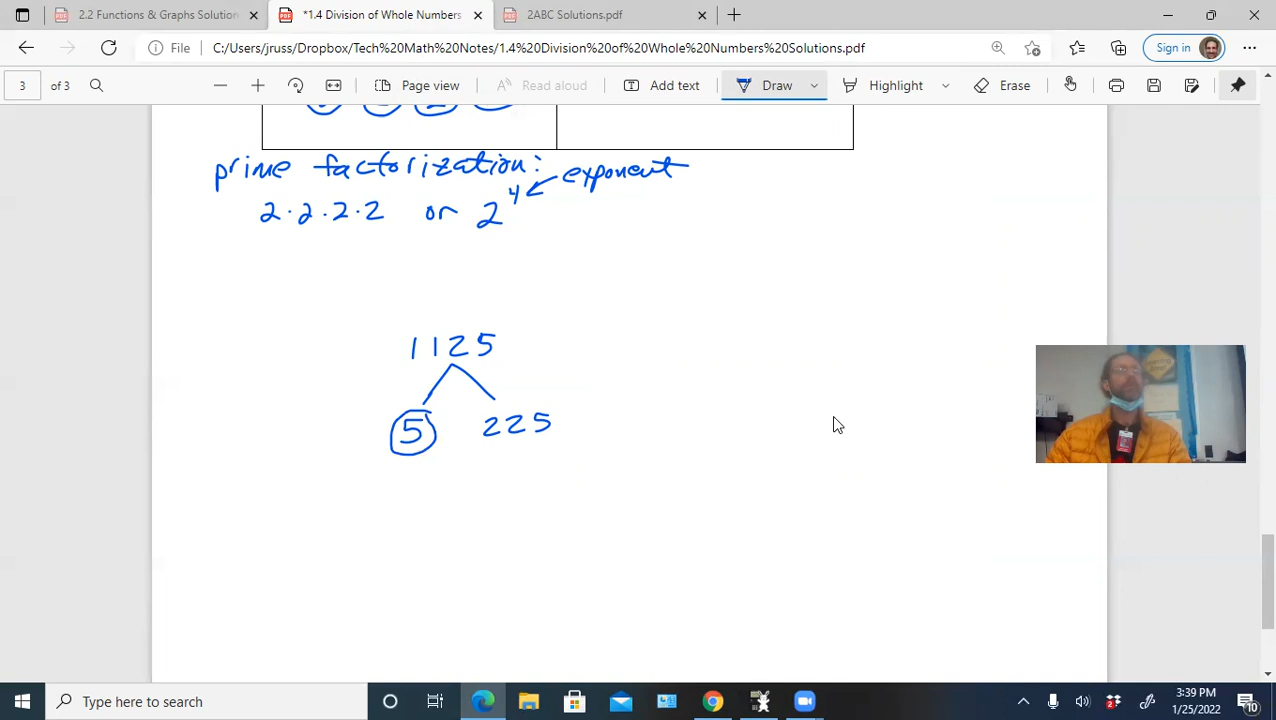 2.2 Functions & Graphs Solution
*1.4 Division of Whole Numbers
2ABC Solutions.pdf
File
C:/Users/jruss/Dropbox/Tech%20Math%20Notes/1.4%20Division%20of%20Whole%20Numbers%20Solutions.pdf
Sign in
3 of 3
Page view
Read aloud
Add text
Draw
Highlight
Erase
prime factorization:
exponent
2·2·2·2 or 2⁴
1125
5 225
Type here to search
3:39 PM
1/25/2022
10
2